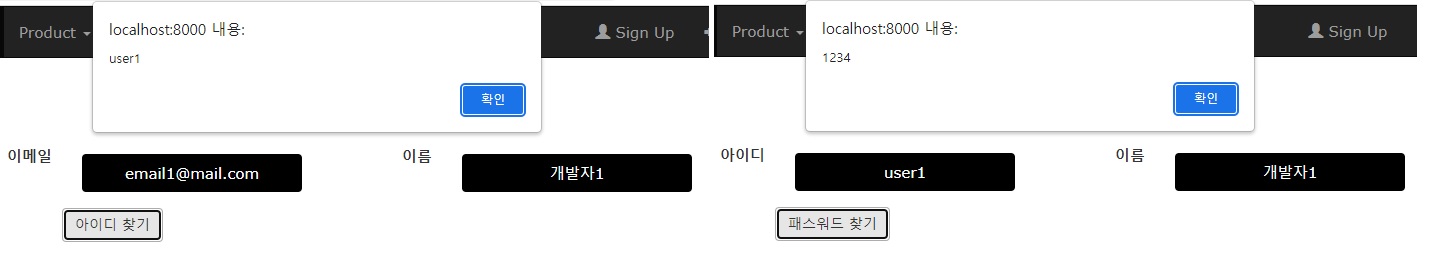 Product
localhost:8000 내용:
user1
확인
Sign Up
이메일
email1@mail.com
이름
개발자1
아이디 찾기
Product
localhost:8000 내용:
1234
확인
Sign Up
아이디
user1
이름
개발자1
패스워드 찾기